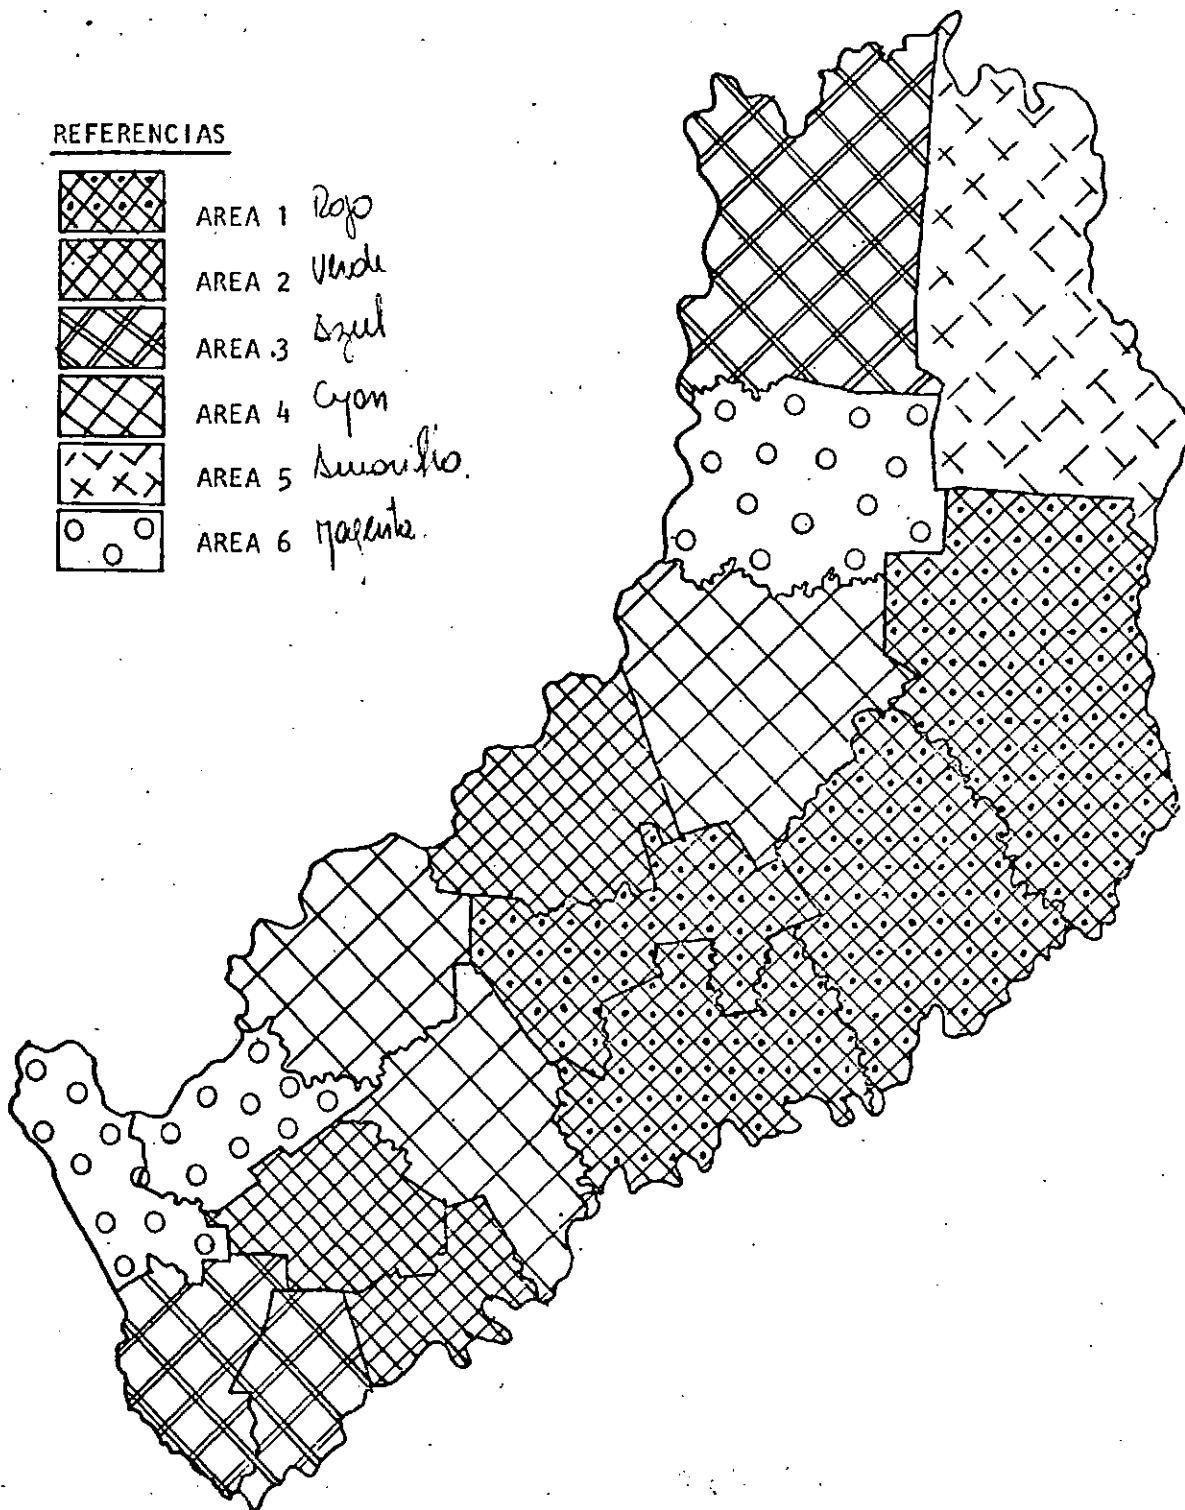 REFERENCIAS
AREA 1 Rojo
AREA 2 Verde
AREA 3 Azul
AREA 4 Cyan
AREA 5 Amarillo.
AREA 6 Magenta.